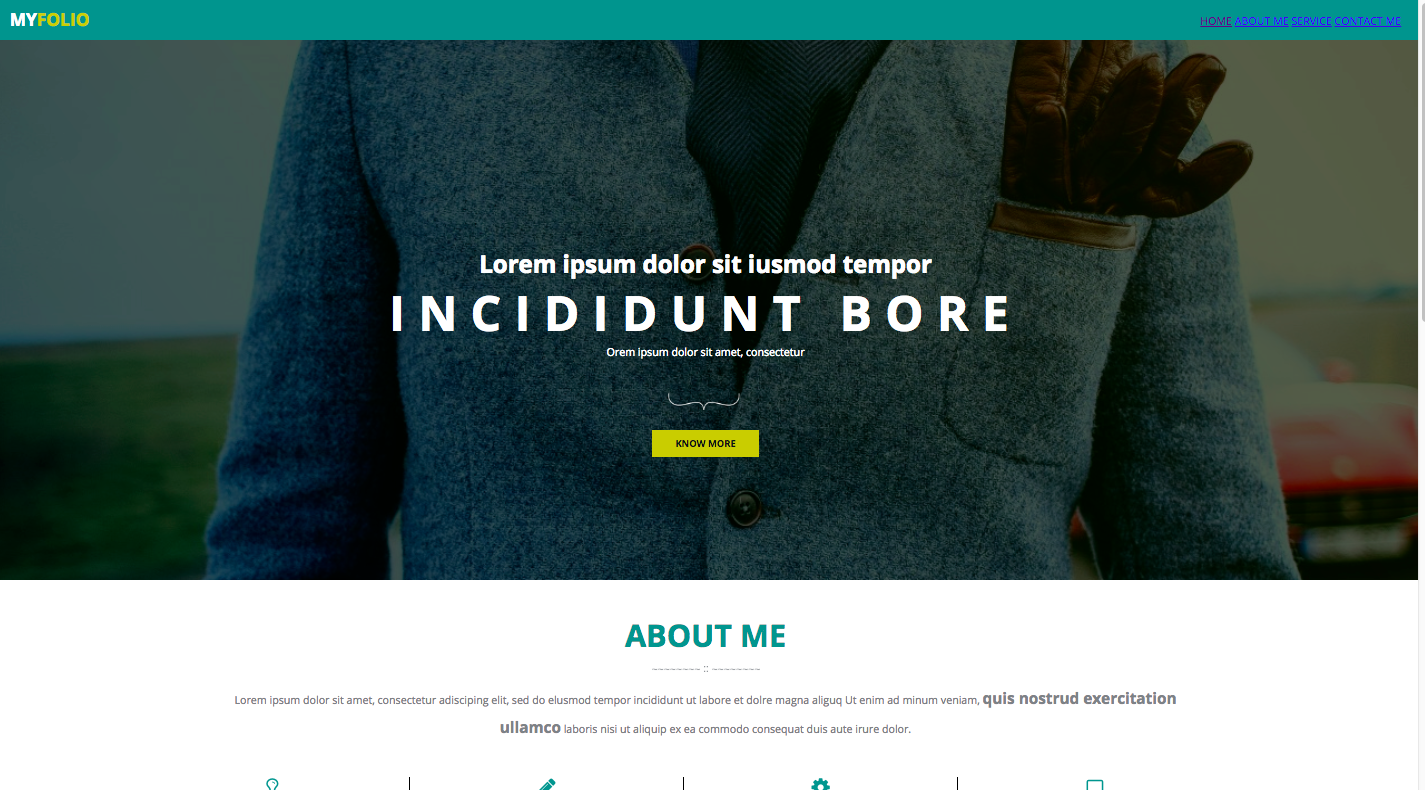 MYFOLIO
HOME ABOUT ME SERVICE CONTACT ME
Lorem ipsum dolor sit iusmod tempor
INCIDIDUNT BORE
Orem ipsum dolor sit amet, consectetur
KNOW MORE
ABOUT ME
~~~~~~~~ :: ~~~~~~~~
Lorem ipsum dolor sit amet, consectetur adisciping elit, sed do elusmod tempor incididunt ut labore et dolre magna aliguq Ut enim ad minum veniam, quis nostrud exercitation
ullamco laboris nisi ut aliquip ex ea commodo consequat duis aute irure dolor.